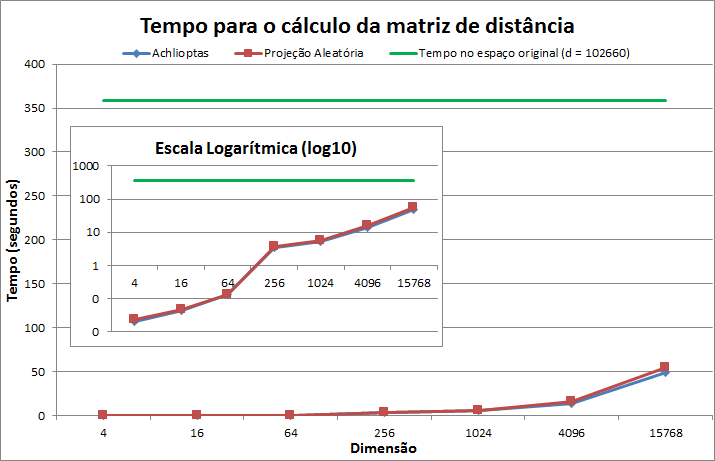 Tempo para o cálculo da matriz de distância
Achlioptas Projeção Aleatória Tempo no espaço original (d = 102660)
400
350
300
250
200
150
100
50
0
Tempo (segundos)
Escala Logarítmica (log10)
1000
100
10
1
0
0
4 16 64 256 1024 4096 15768
4 16 64 256 1024 4096 15768
Dimensão